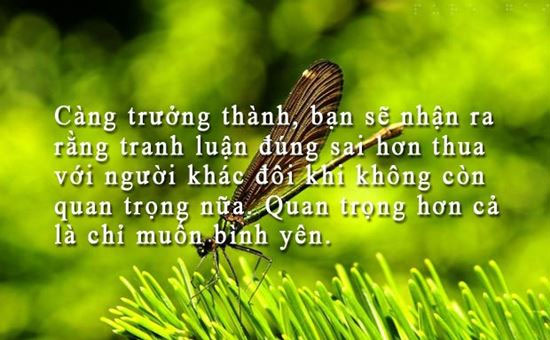 Càng trưởng thành, bạn sẽ nhận ra
rằng tranh luận đúng sai hơn thua
với người khác đôi khi không còn
quan trọng nữa. Quan trọng hơn cả
là chỉ muốn bình yên.